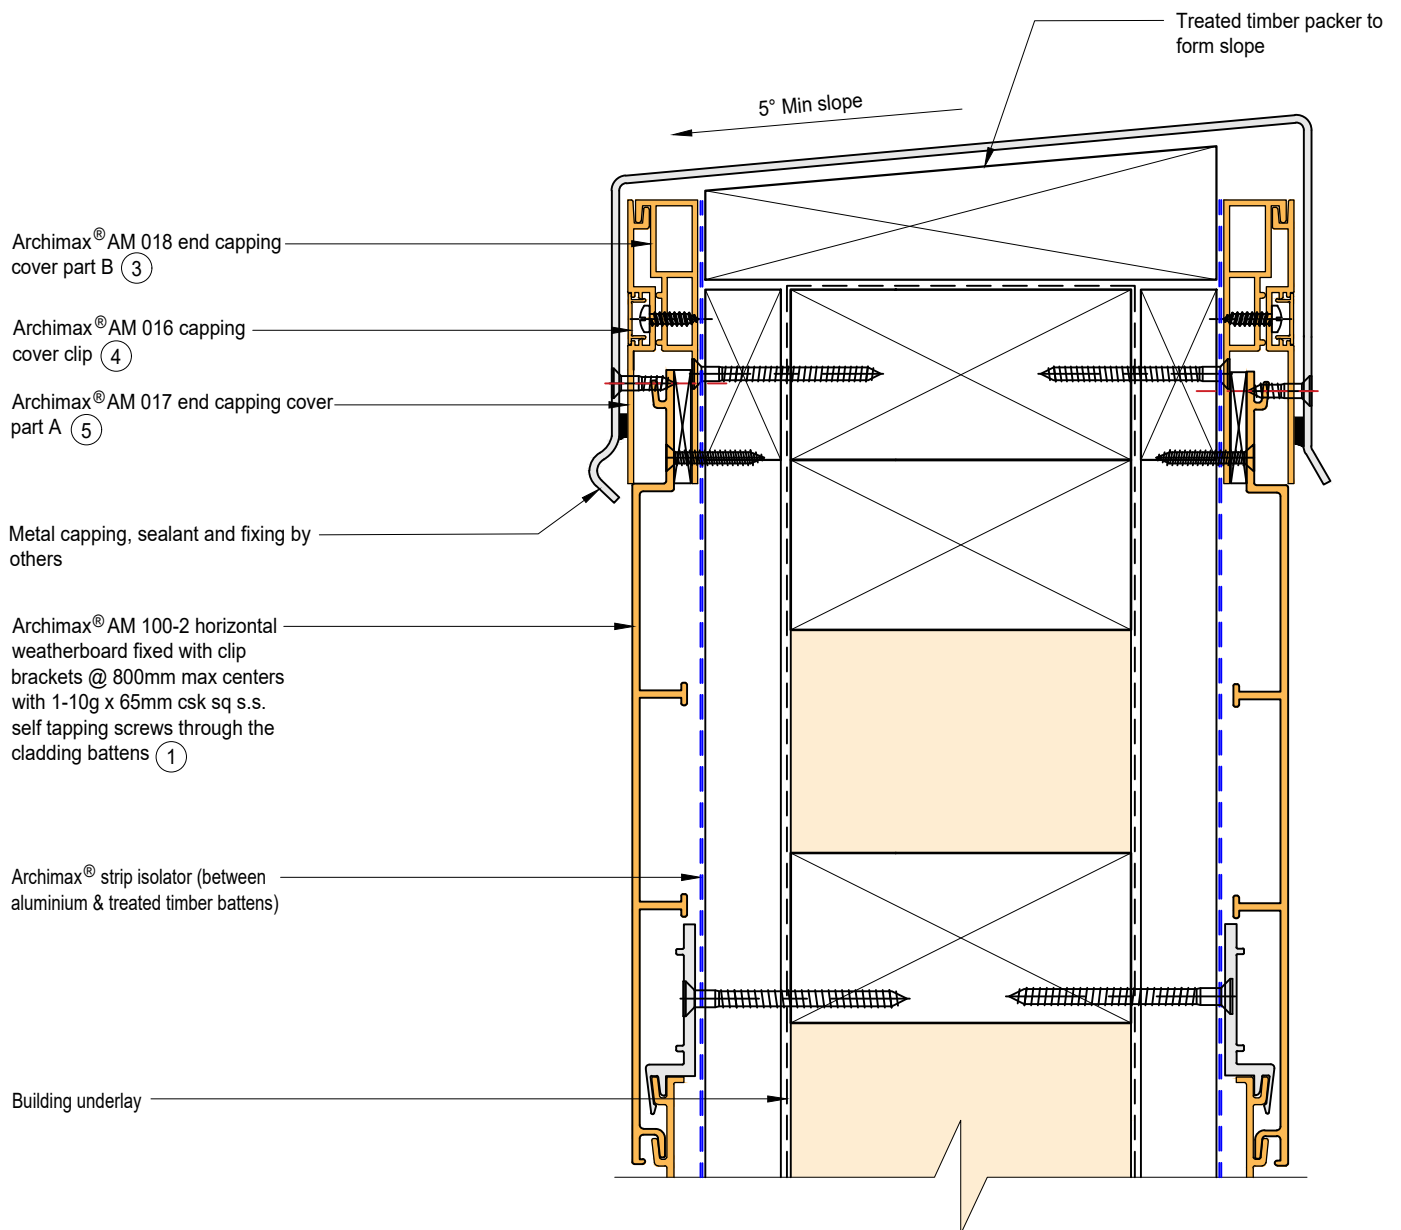 Treated timber packer to
form slope
5° Min slope
Archimax® AM 018 end capping
cover part B 3
Archimax® AM 016 capping
cover clip 4
Archimax® AM 017 end capping cover
part A 5
Metal capping, sealant and fixing by
others
Archimax® AM 100-2 horizontal
weatherboard fixed with clip
brackets @ 800mm max centers
with 1-10g x 65mm csk sq s.s.
self tapping screws through the
cladding battens 1
Archimax® strip isolator (between
aluminium & treated timber battens)
Building underlay